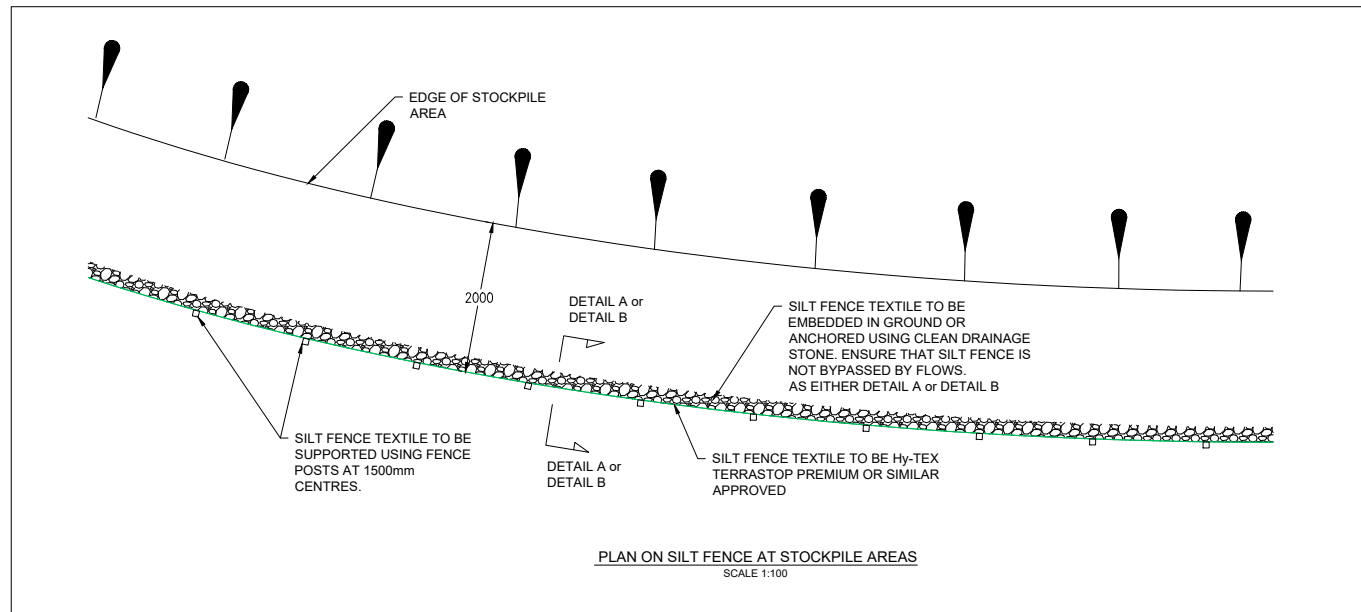 EDGE OF STOCKPILE
AREA
2000
DETAIL A or
DETAIL B
SILT FENCE TEXTILE TO BE
EMBEDDED IN GROUND OR
ANCHORED USING CLEAN DRAINAGE
STONE. ENSURE THAT SILT FENCE IS
NOT BYPASSED BY FLOWS.
AS EITHER DETAIL A or DETAIL B
SILT FENCE TEXTILE TO BE
SUPPORTED USING FENCE
POSTS AT 1500mm
CENTRES.
DETAIL A or
DETAIL B
SILT FENCE TEXTILE TO BE Hy-TEX
TERRASTOP PREMIUM OR SIMILAR
APPROVED
PLAN ON SILT FENCE AT STOCKPILE AREAS
SCALE 1:100